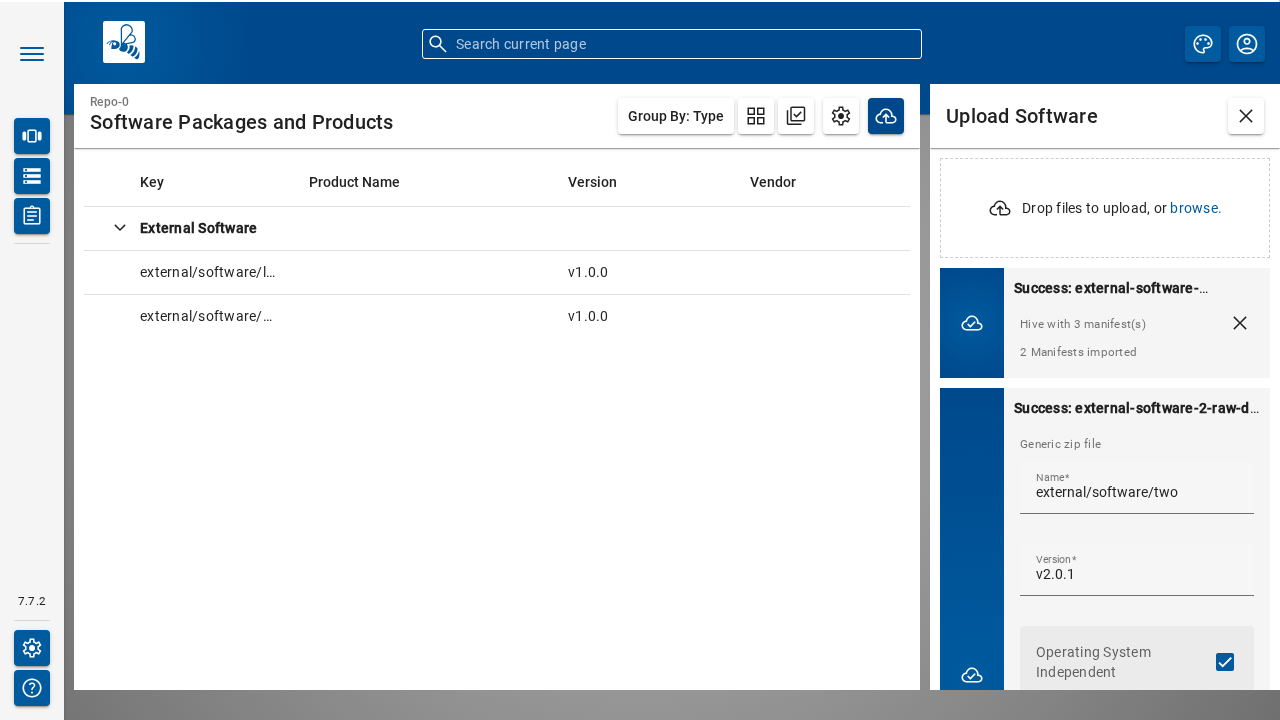 Search current page
Repo-0
Software Packages and Products
Group By: Type
Upload Software
Key Product Name Version Vendor
External Software
external/software/l... v1.0.0
external/software/... v1.0.0
Drop files to upload, or browse.
Success: external-software-...
Hive with 3 manifest(s)
2 Manifests imported
Success: external-software-2-raw-d...
Generic zip file
Name*
external/software/two
Version*
v2.0.1
Operating System
Independent
7.7.2